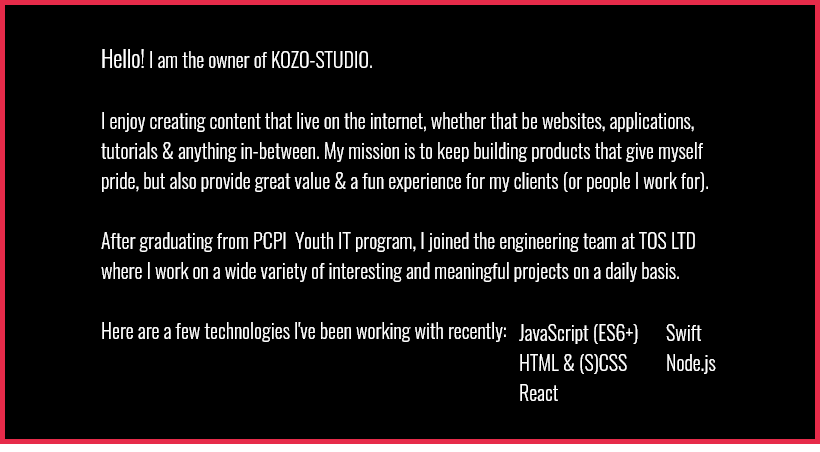 Hello! I am the owner of KOZO-STUDIO.
I enjoy creating content that live on the internet, whether that be websites, applications,
tutorials & anything in-between. My mission is to keep building products that give myself
pride, but also provide great value & a fun experience for my clients (or people I work for).
After graduating from PCPI  Youth IT program, I joined the engineering team at TOS LTD
where I work on a wide variety of interesting and meaningful projects on a daily basis.
Here are a few technologies I've been working with recently:
JavaScript (ES6+)
HTML & (S)CSS
React
Swift
Node.js